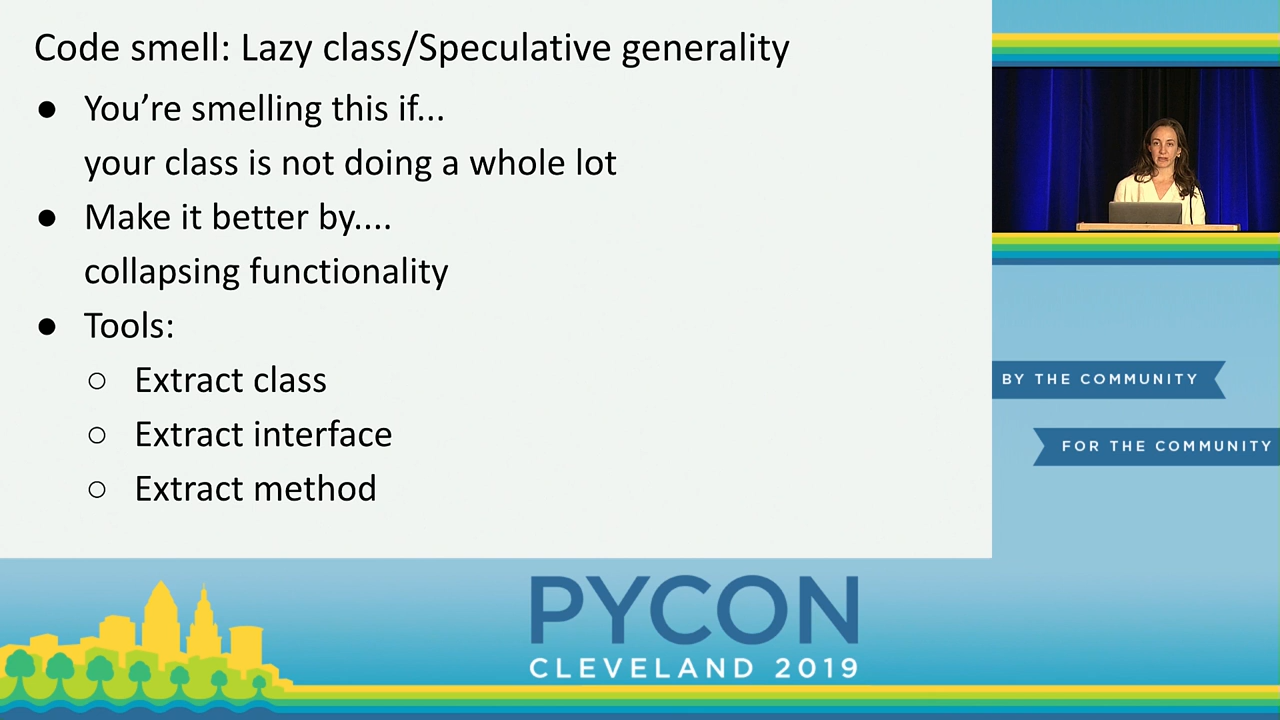 Code smell: Lazy class/Speculative generality
● You’re smelling this if...
your class is not doing a whole lot
● Make it better by....
collapsing functionality
● Tools:
○ Extract class
○ Extract interface
○ Extract method
BY THE COMMUNITY
FOR THE COMMUNITY
PYCON
CLEVELAND 2019